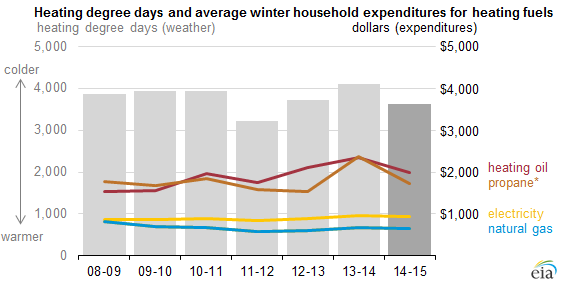 Heating degree days and average winter household expenditures for heating fuels
heating degree days (weather) dollars (expenditures)
5,000 $5,000
colder
4,000 $4,000
3,000 $3,000
2,000 $2,000
heating oil
propane*
1,000 $1,000
electricity
natural gas
warmer
0
08-09 09-10 10-11 11-12 12-13 13-14 14-15
eia